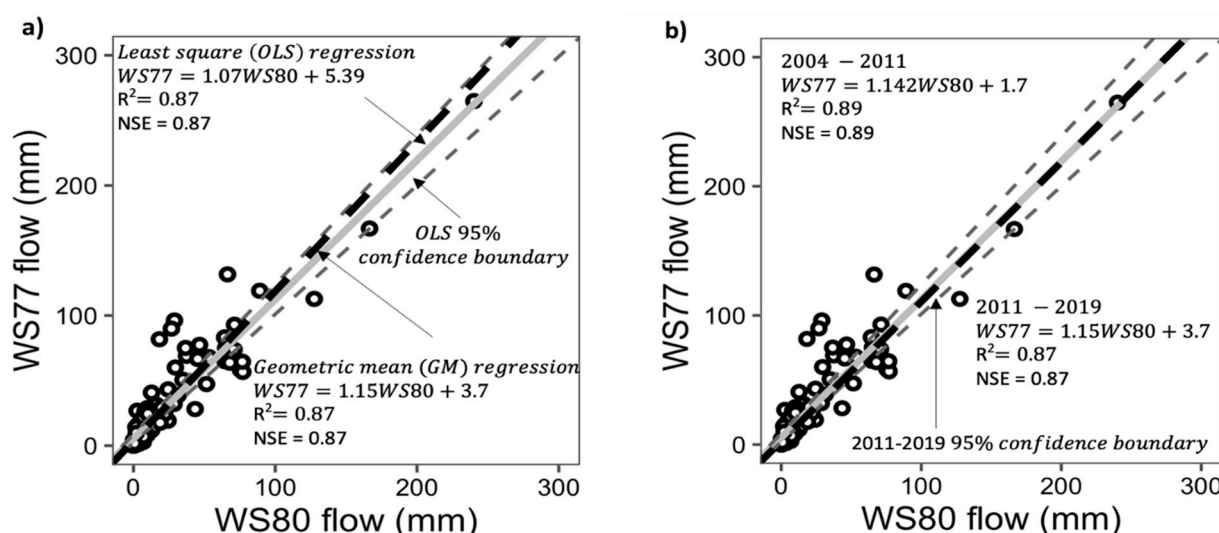 a)
Least square (OLS) regression
WS77 = 1.07WS80 + 5.39
R²= 0.87
NSE = 0.87
OLS 95%
confidence boundary
Geometric mean (GM) regression
WS77 = 1.15WS80 + 3.7
R²= 0.87
NSE = 0.87
300
200
100
0
WS77 flow (mm)
0 100 200 300
WS80 flow (mm)
b)
2004 − 2011
WS77 = 1.142WS80 + 1.7
R²= 0.89
NSE = 0.89
2011 − 2019
WS77 = 1.15WS80 + 3.7
R²= 0.87
NSE = 0.87
2011-2019 95% confidence boundary
300
200
100
0
WS77 flow (mm)
0 100 200 300
WS80 flow (mm)